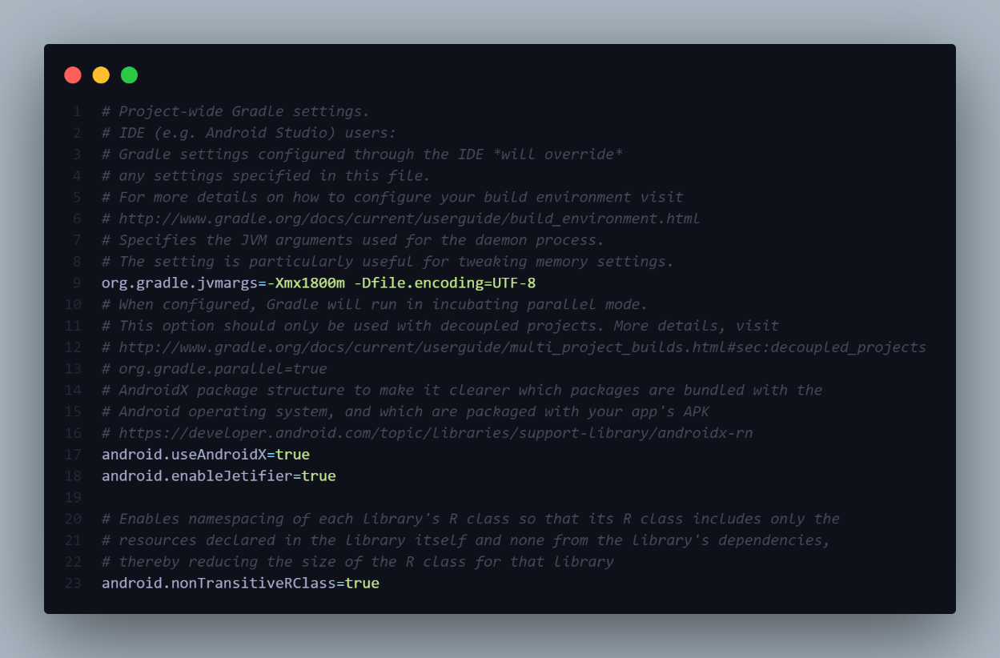 1 # Project-wide Gradle settings.
2 # IDE (e.g. Android Studio) users:
3 # Gradle settings configured through the IDE *will override*
4 # any settings specified in this file.
5 # For more details on how to configure your build environment visit
6 # http://www.gradle.org/docs/current/userguide/build_environment.html
7 # Specifies the JVM arguments used for the daemon process.
8 # The setting is particularly useful for tweaking memory settings.
9 org.gradle.jvmargs=-Xmx1800m -Dfile.encoding=UTF-8
10 # When configured, Gradle will run in incubating parallel mode.
11 # This option should only be used with decoupled projects. More details, visit
12 # http://www.gradle.org/docs/current/userguide/multi_project_builds.html#sec:decoupled_projects
13 # org.gradle.parallel=true
14 # AndroidX package structure to make it clearer which packages are bundled with the
15 # Android operating system, and which are packaged with your app's APK
16 # https://developer.android.com/topic/libraries/support-library/androidx-rn
17 android.useAndroidX=true
18 android.enableJetifier=true
19
20 # Enables namespacing of each library's R class so that its R class includes only the
21 # resources declared in the library itself and none from the library's dependencies,
22 # thereby reducing the size of the R class for that library
23 android.nonTransitiveRClass=true